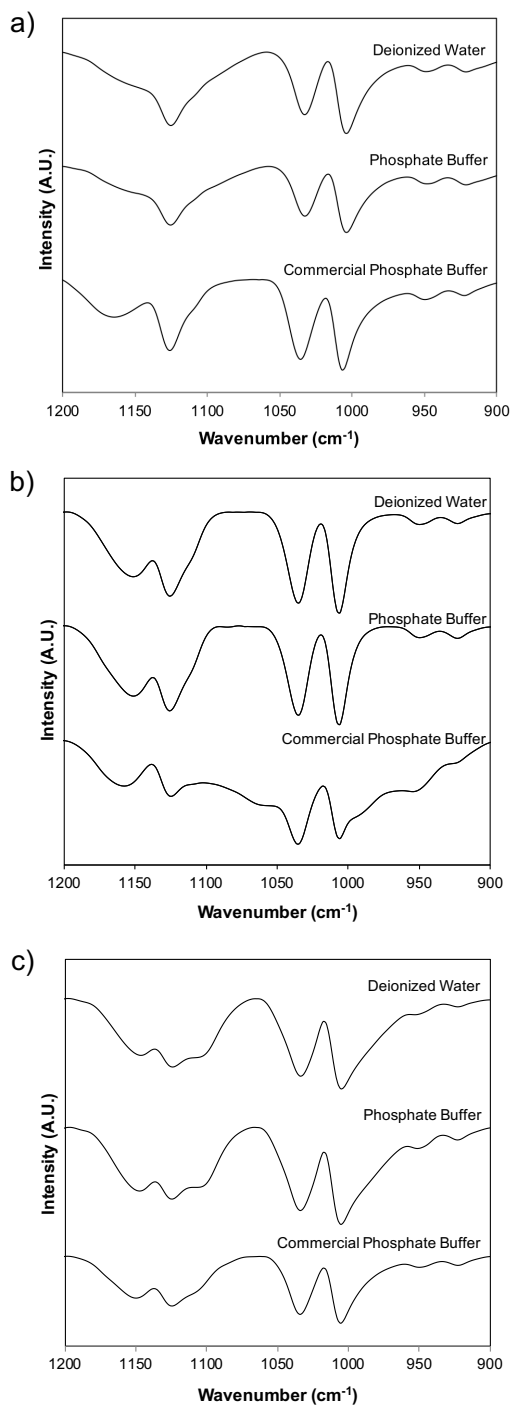 a)
Deionized Water
Phosphate Buffer
Commercial Phosphate Buffer
Intensity (A.U.)
1200 1150 1100 1050 1000 950 900
Wavenumber (cm-1)
b)
Deionized Water
Phosphate Buffer
Commercial Phosphate Buffer
Intensity (A.U.)
1200 1150 1100 1050 1000 950 900
Wavenumber (cm-1)
c)
Deionized Water
Phosphate Buffer
Commercial Phosphate Buffer
Intensity (A.U.)
1200 1150 1100 1050 1000 950 900
Wavenumber (cm-1)